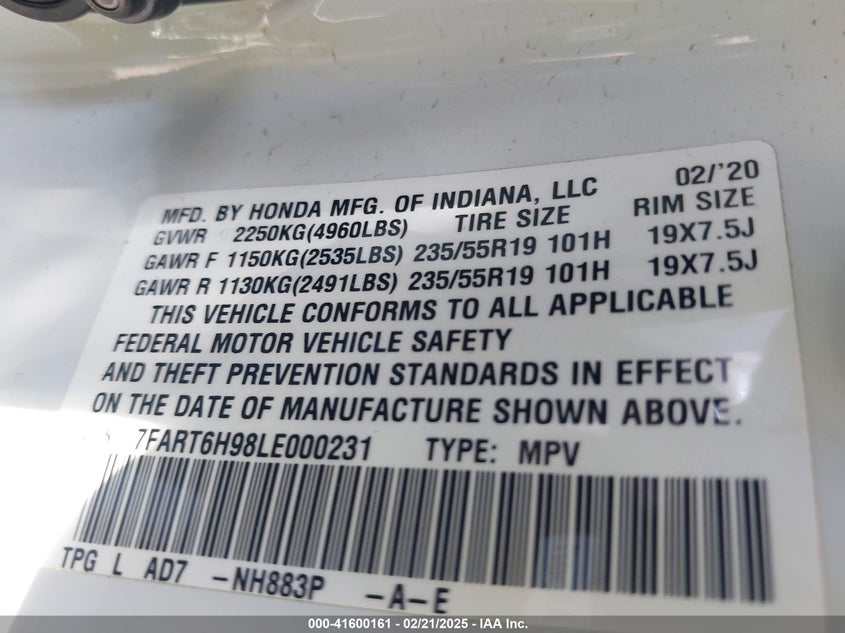 MFD. BY HONDA MFG. OF INDIANA, LLC 02/'20
GVWR 2250KG(4960LBS) TIRE SIZE RIM SIZE
GAWR F 1150KG(2535LBS) 235/55R19 101H 19X7.5J
GAWR R 1130KG(2491LBS) 235/55R19 101H 19X7.5J
THIS VEHICLE CONFORMS TO ALL APPLICABLE
FEDERAL MOTOR VEHICLE SAFETY
AND THEFT PREVENTION STANDARDS IN EFFECT
ON THE DATE OF MANUFACTURE SHOWN ABOVE.
7FART6H98LE000231 TYPE: MPV
TPG L AD7 -NH883P -A-E
000-41600161 - 02/21/2025 - IAA Inc.